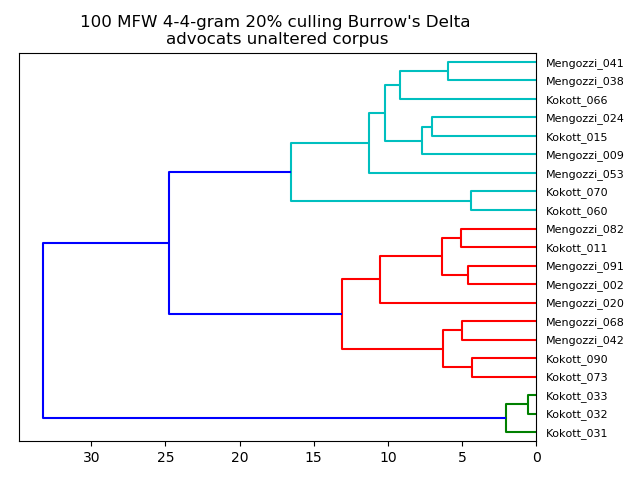 100 MFW 4-4-gram 20% culling Burrow's Delta
advocats unaltered corpus
Mengozzi_041
Mengozzi_038
Kokott_066
Mengozzi_024
Kokott_015
Mengozzi_009
Mengozzi_053
Kokott_070
Kokott_060
Mengozzi_082
Kokott_011
Mengozzi_091
Mengozzi_002
Mengozzi_020
Mengozzi_068
Mengozzi_042
Kokott_090
Kokott_073
Kokott_033
Kokott_032
Kokott_031
30 25 20 15 10 5 0